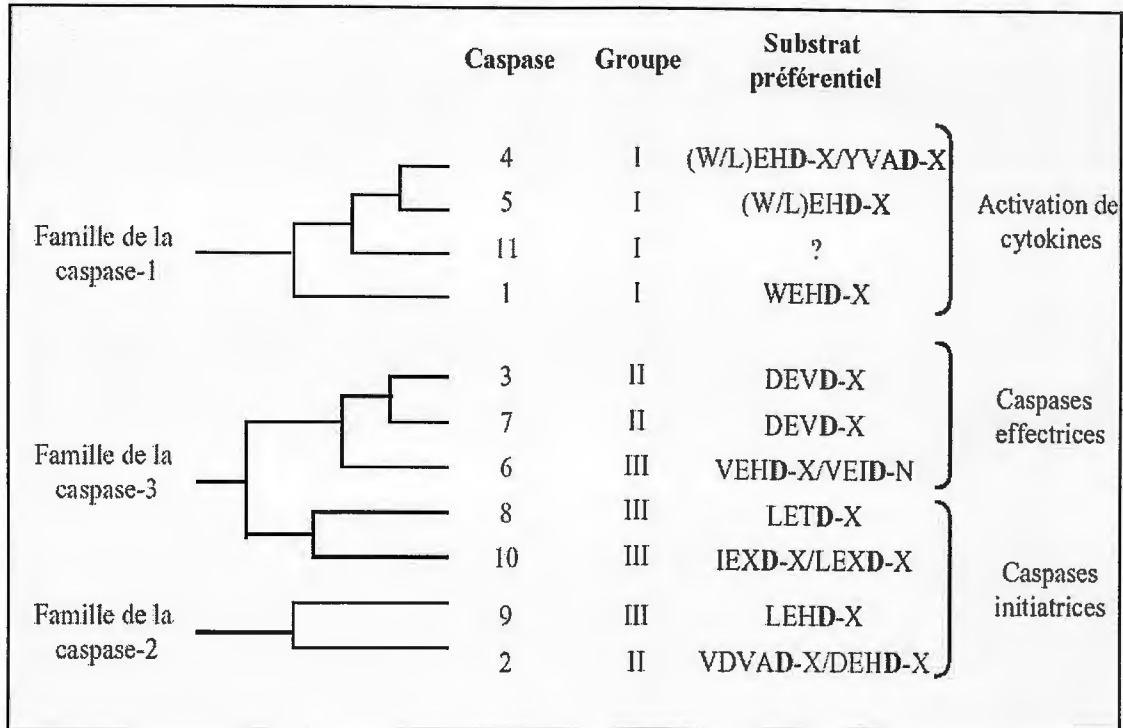 Caspase Groupe Substrat préférentiel
4 I (W/L)EHD-X/YVAD-X
5 I (W/L)EHD-X
11 I ?
1 I WEHD-X
Famille de la
caspase-1
Activation de
cytokines
3 II DEVD-X
7 II DEVD-X
6 III VEHD-X/VEID-N
8 III LETD-X
10 III IEXD-X/LEXD-X
Famille de la
caspase-3
Caspases
effectrices
9 III LEHD-X
2 II VDVAD-X/DEHD-X
Famille de la
caspase-2
Caspases
initiatrices